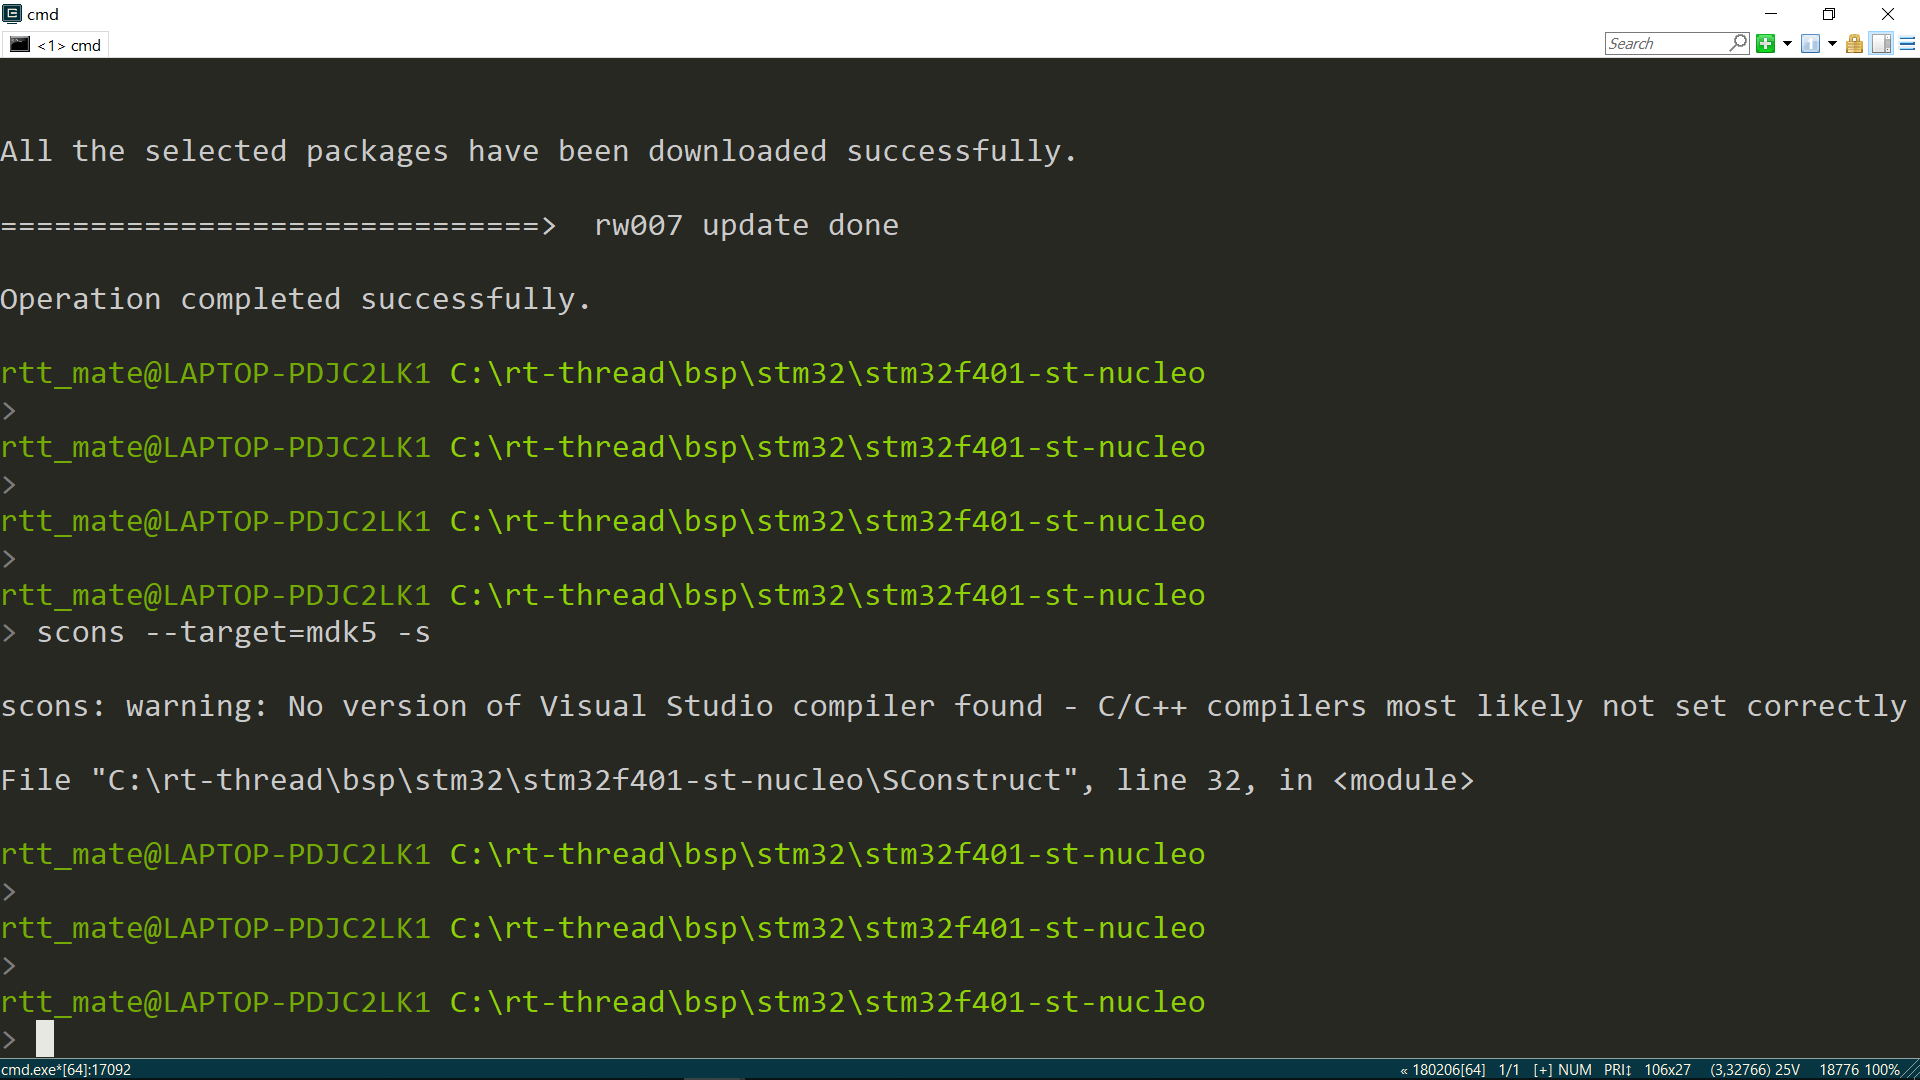 cmd
<1> cmd
Search
All the selected packages have been downloaded successfully.
==============================>  rw007 update done
Operation completed successfully.
rtt_mate@LAPTOP-PDJC2LK1 C:\rt-thread\bsp\stm32\stm32f401-st-nucleo
>
rtt_mate@LAPTOP-PDJC2LK1 C:\rt-thread\bsp\stm32\stm32f401-st-nucleo
>
rtt_mate@LAPTOP-PDJC2LK1 C:\rt-thread\bsp\stm32\stm32f401-st-nucleo
>
rtt_mate@LAPTOP-PDJC2LK1 C:\rt-thread\bsp\stm32\stm32f401-st-nucleo
> scons --target=mdk5 -s
scons: warning: No version of Visual Studio compiler found - C/C++ compilers most likely not set correctly
File "C:\rt-thread\bsp\stm32\stm32f401-st-nucleo\SConstruct", line 32, in <module>
rtt_mate@LAPTOP-PDJC2LK1 C:\rt-thread\bsp\stm32\stm32f401-st-nucleo
>
rtt_mate@LAPTOP-PDJC2LK1 C:\rt-thread\bsp\stm32\stm32f401-st-nucleo
>
rtt_mate@LAPTOP-PDJC2LK1 C:\rt-thread\bsp\stm32\stm32f401-st-nucleo
>
cmd.exe*[64]:17092 « 180206[64] 1/1 [+] NUM PRI↕ 106x27 (3,32766) 25V 18776 100%